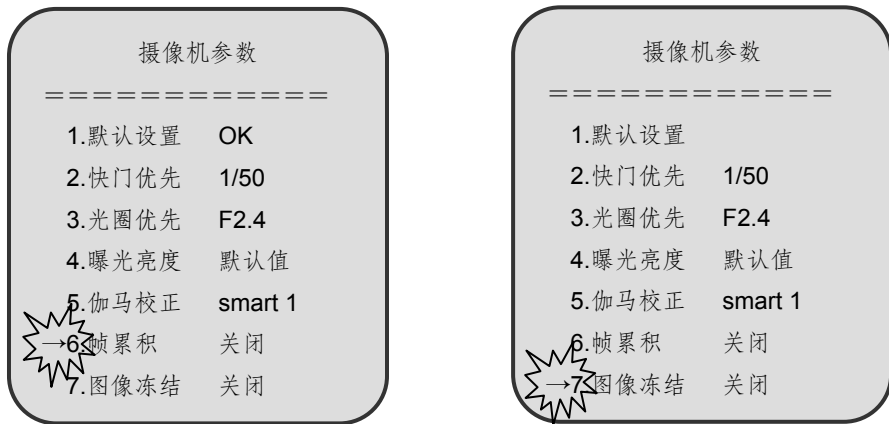 摄像机参数
＝＝＝＝＝＝＝＝＝＝＝＝
1.默认设置 OK
2.快门优先 1/50
3.光圈优先 F2.4
4.曝光亮度 默认值
5.伽马校正 smart 1
→6.帧累积 关闭
7.图像冻结 关闭
摄像机参数
＝＝＝＝＝＝＝＝＝＝＝＝
1.默认设置
2.快门优先 1/50
3.光圈优先 F2.4
4.曝光亮度 默认值
5.伽马校正 smart 1
6.帧累积 关闭
→7.图像冻结 关闭